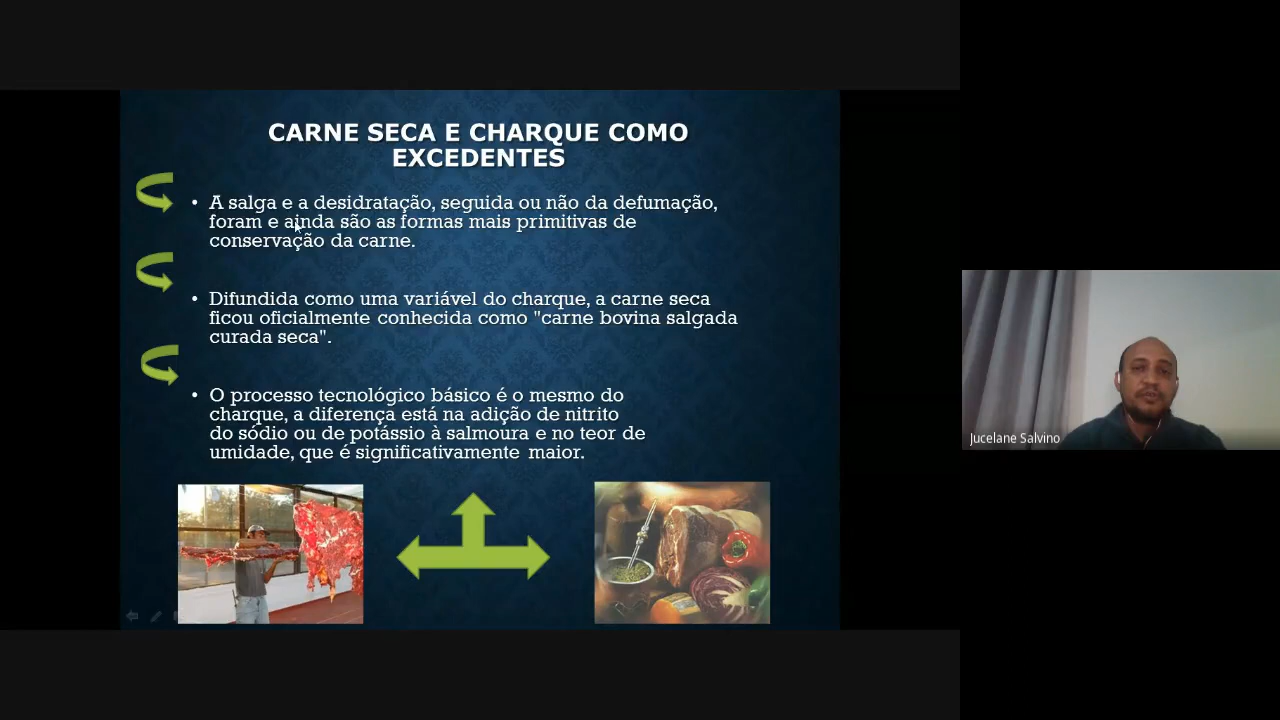 CARNE SECA E CHARQUE COMO
EXCEDENTES
• A salga e a desidratação, seguida ou não da defumação,
foram e ainda são as formas mais primitivas de
conservação da carne.
• Difundida como uma variável do charque, a carne seca
ficou oficialmente conhecida como "carne bovina salgada
curada seca".
• O processo tecnológico básico é o mesmo do
charque, a diferença está na adição de nitrito
do sódio ou de potássio à salmoura e no teor de
umidade, que é significativamente maior.
Jucelane Salvino